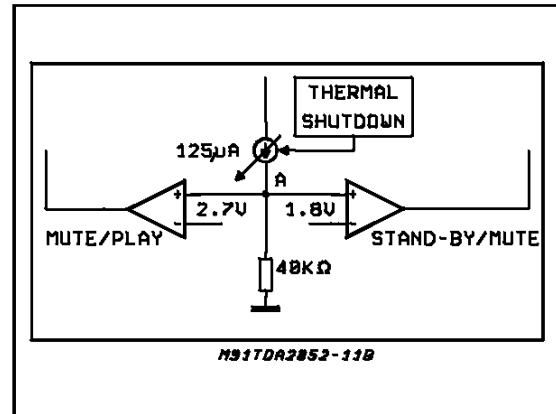 THERMAL
SHUTDOWN
125µA
A
+
2.7V
1.8V
+
-
-
MUTE/PLAY
STAND-BY/MUTE
40KΩ
M91TDA2052-11B